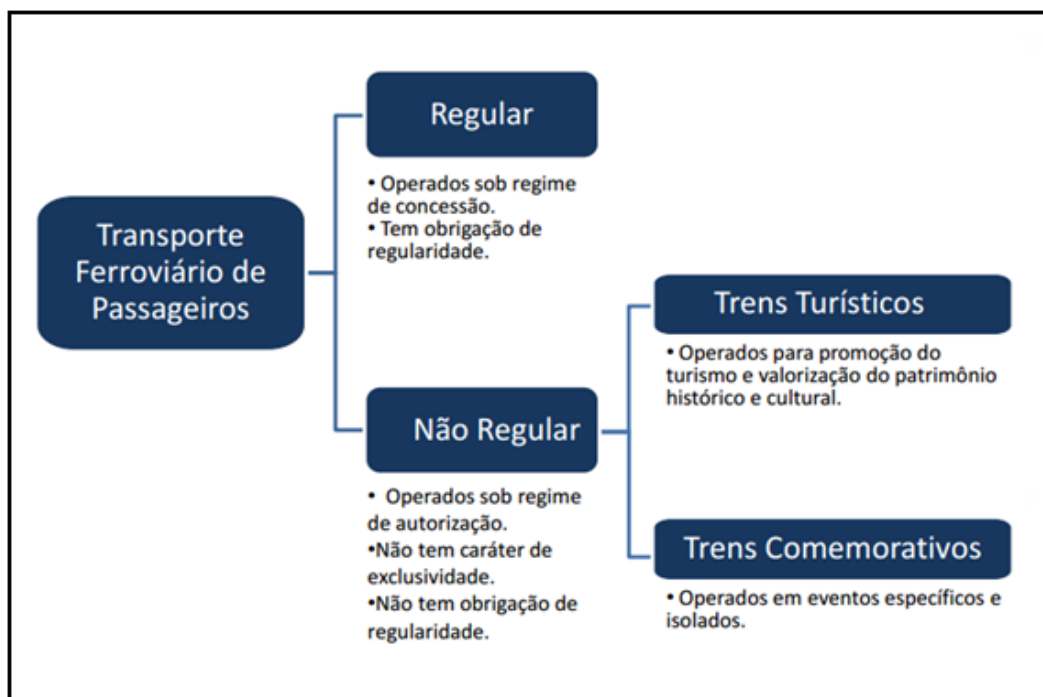 Transporte
Ferroviário de
Passageiros
Regular
• Operados sob regime
de concessão.
• Tem obrigação de
regularidade.
Não Regular
• Operados sob regime
de autorização.
•Não tem caráter de
exclusividade.
•Não tem obrigação de
regularidade.
Trens Turísticos
• Operados para promoção do
turismo e valorização do patrimônio
histórico e cultural.
Trens Comemorativos
• Operados em eventos específicos e
isolados.